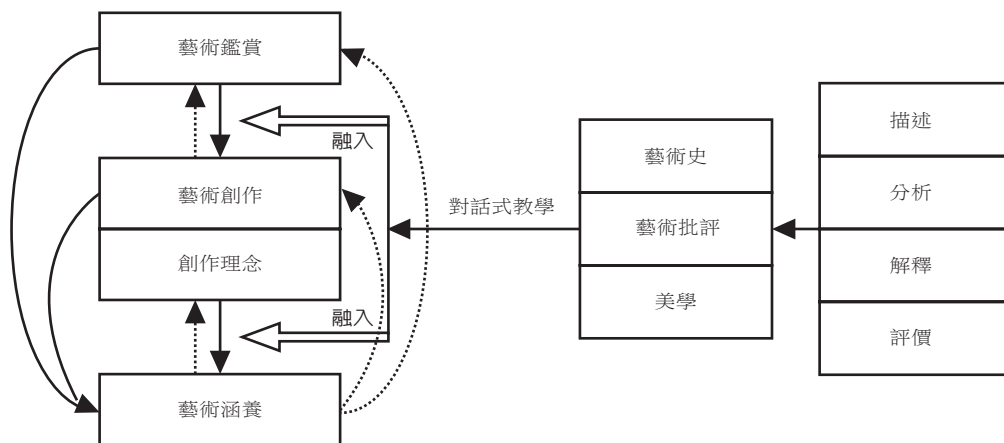 藝術鑑賞
融入
藝術創作
創作理念
融入
藝術涵養
對話式教學
藝術史
藝術批評
美學
描述
分析
解釋
評價